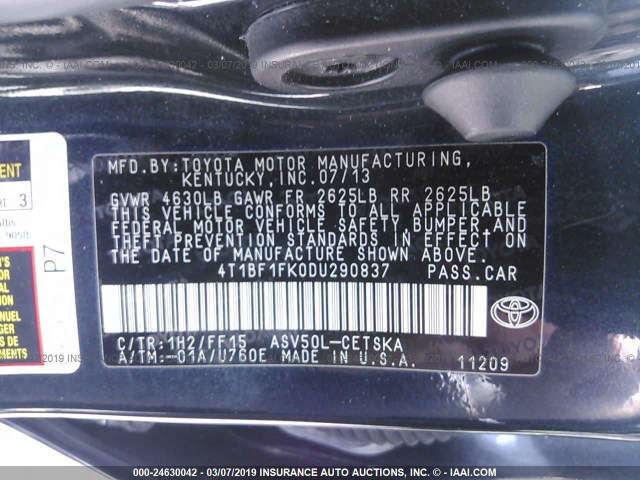 MFD.BY:TOYOTA MOTOR MANUFACTURING,
KENTUCKY, INC. 07/13
GVWR 4630LB GAWR FR 2625LB RR 2625LB
THIS VEHICLE CONFORMS TO ALL APPLICABLE
FEDERAL MOTOR VEHICLE SAFETY, BUMPER, AND
THEFT PREVENTION STANDARDS IN EFFECT ON
THE DATE OF MANUFACTURE SHOWN ABOVE.
4T1BF1FK0DU290837 PASS.CAR
C/TR:1H2/FF15 ASV50L-CETSKA
A/TM:-01A/U760E MADE IN U.S.A. 11209
3
P7
000-24630042 - 03/07/2019 - INSURANCE AUTO AUCTIONS, INC. - © - IAAI.COM